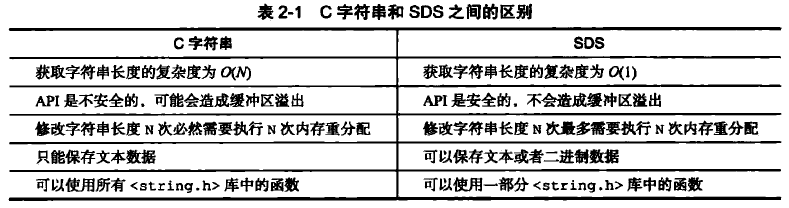 表 2-1 C 字符串和 SDS 之间的区别
C 字符串 SDS
获取字符串长度的复杂度为 O(N) 获取字符串长度的复杂度为 O(1)
API 是不安全的，可能会造成缓冲区溢出 API 是安全的，不会造成缓冲区溢出
修改字符串长度 N 次必然需要执行 N 次内存重分配 修改字符串长度 N 次最多需要执行 N 次内存重分配
只能保存文本数据 可以保存文本或者二进制数据
可以使用所有 <string.h> 库中的函数 可以使用一部分 <string.h> 库中的函数